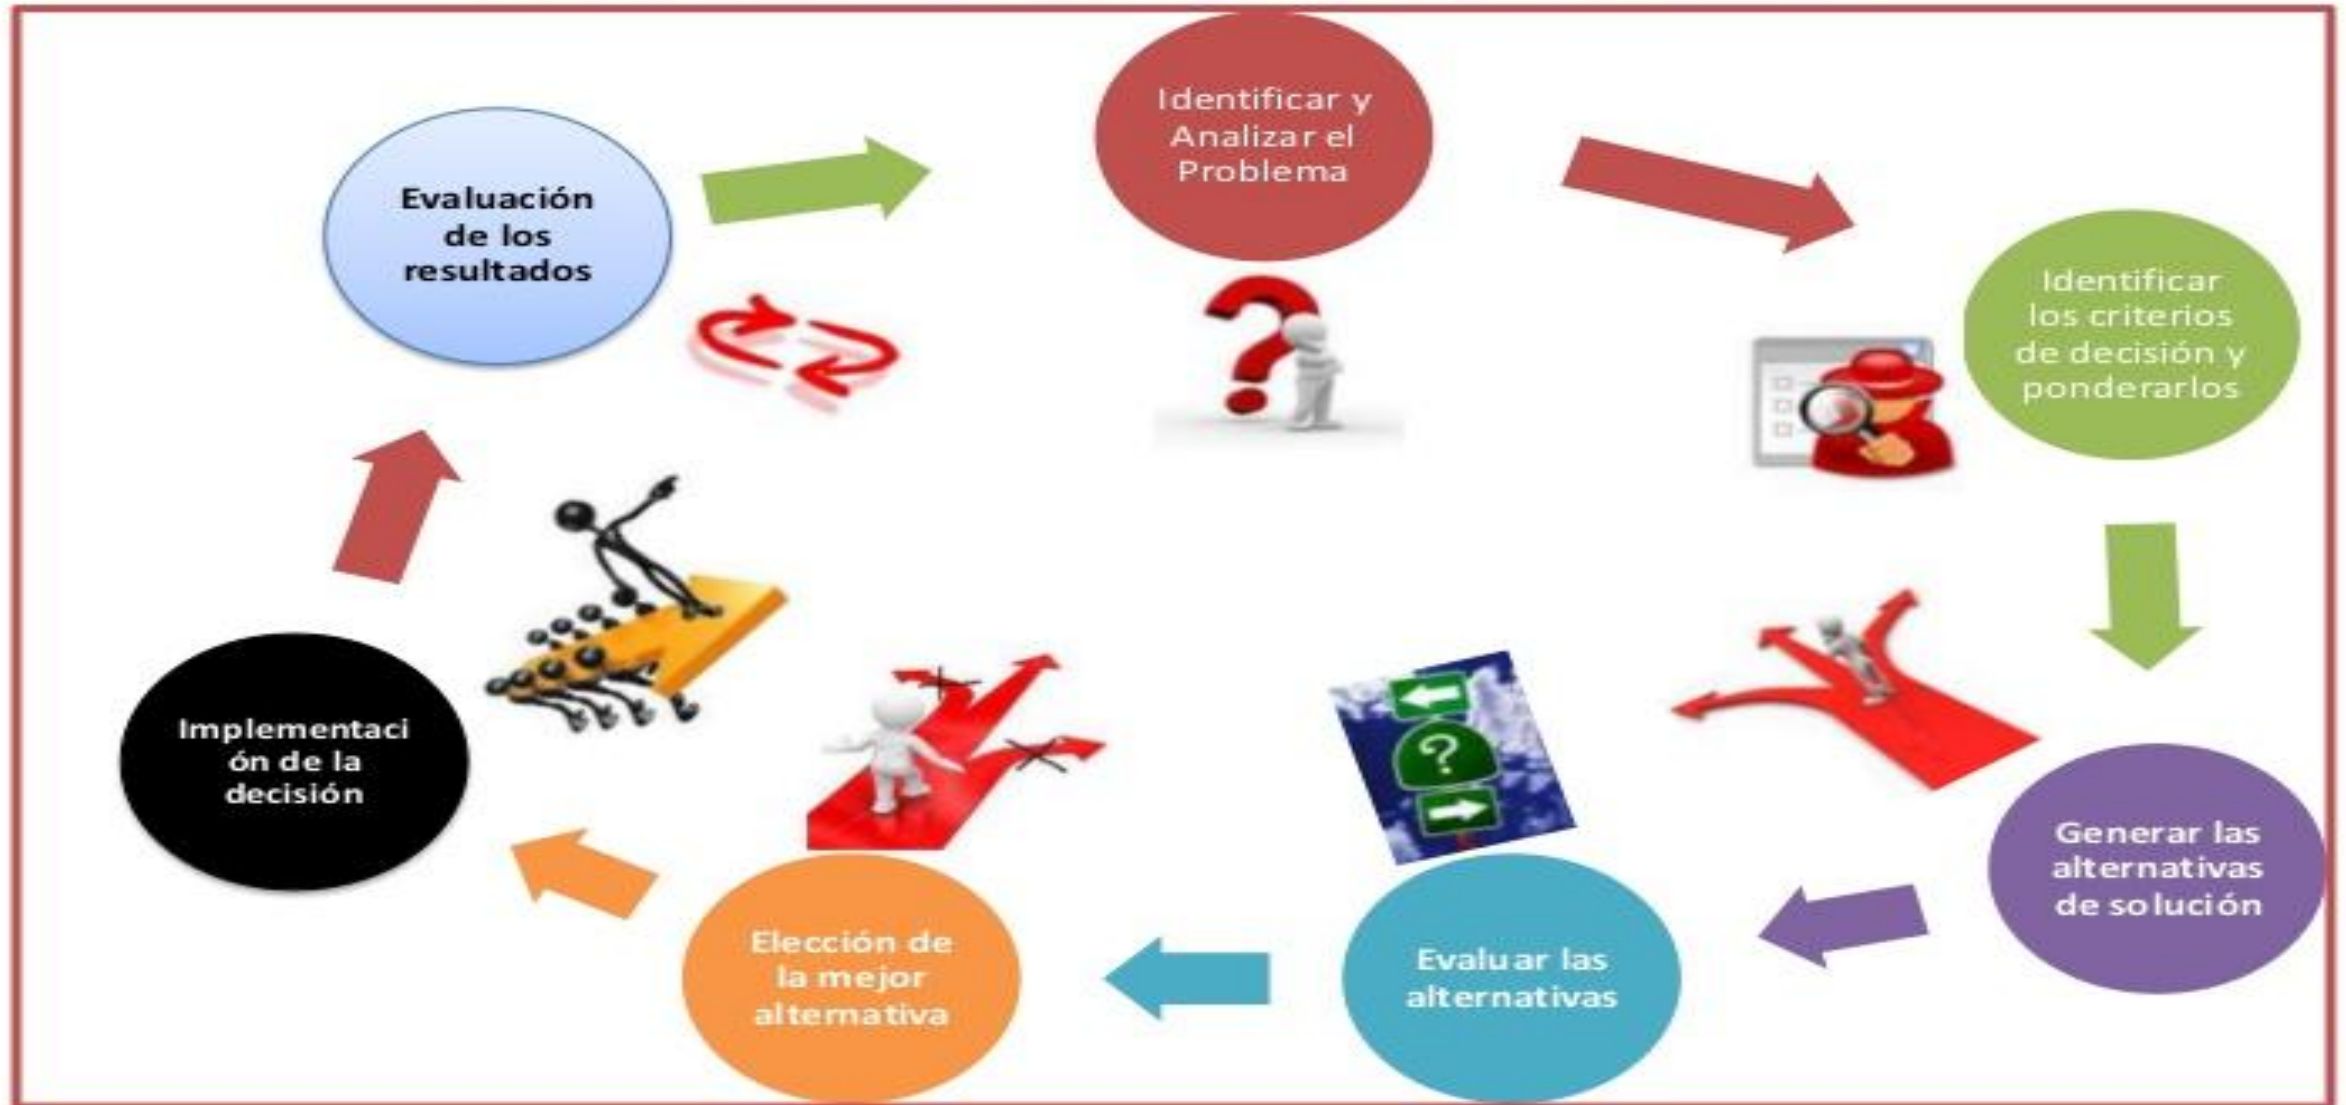 Identificar y
Analizar el
Problema
Identificar
los criterios
de decisión y
ponderarlos
Generar las
alternativas
de solución
Evaluar las
alternativas
Elección de
la mejor
alternativa
Implementaci
ón de la
decisión
Evaluación
de los
resultados
?